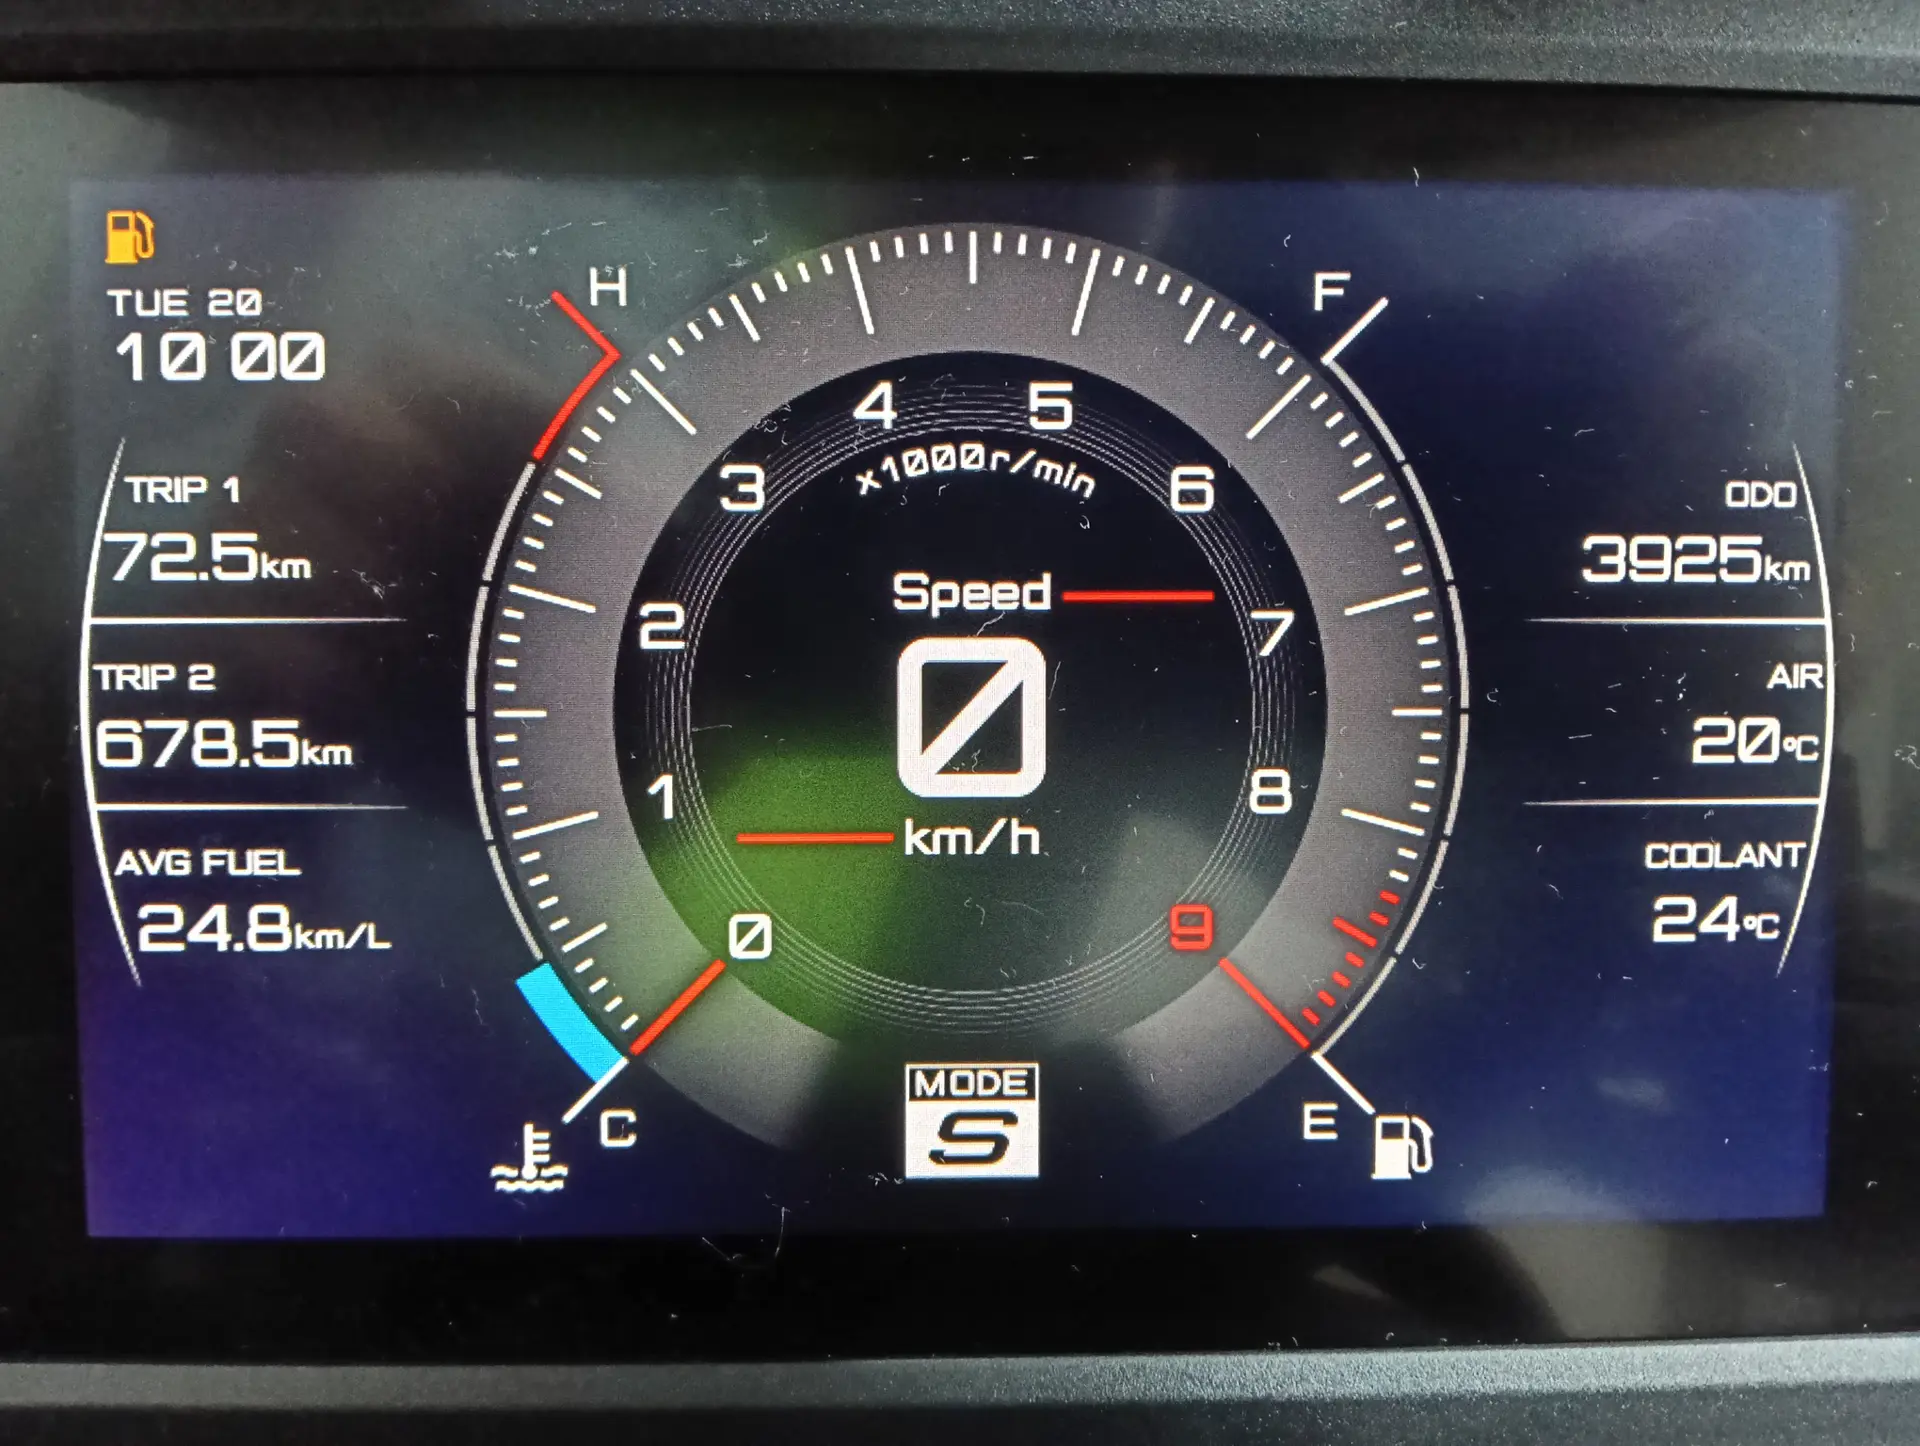 TUE 20
10 00
H
F
TRIP 1
72.5km
TRIP 2
678.5km
AVG FUEL
24.8km/L
0
1
2
3
4
5
6
7
8
9
x1000r/min
Speed
0
km/h
ODO
3925km
AIR
20°C
COOLANT
24°C
C
MODE
S
E